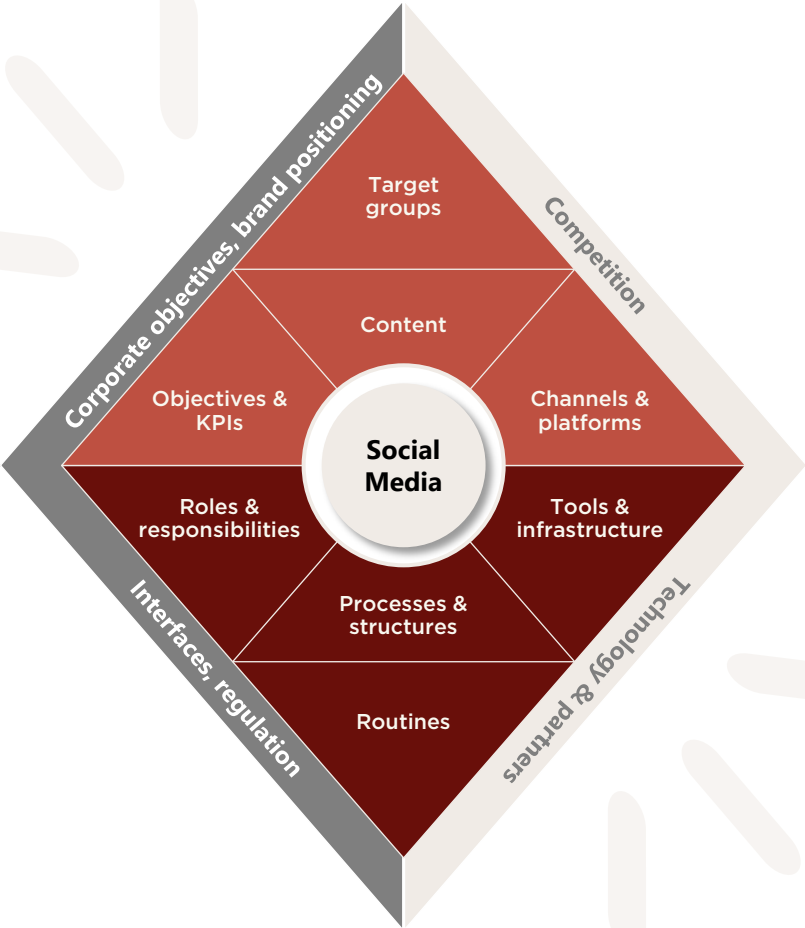 Corporate objectives, brand positioning
Competition
Target
groups
Content
Objectives &
KPIs
Channels &
platforms
Social
Media
Roles &
responsibilities
Tools &
infrastructure
Processes &
structures
Routines
Interfaces, regulation
Technology & partners